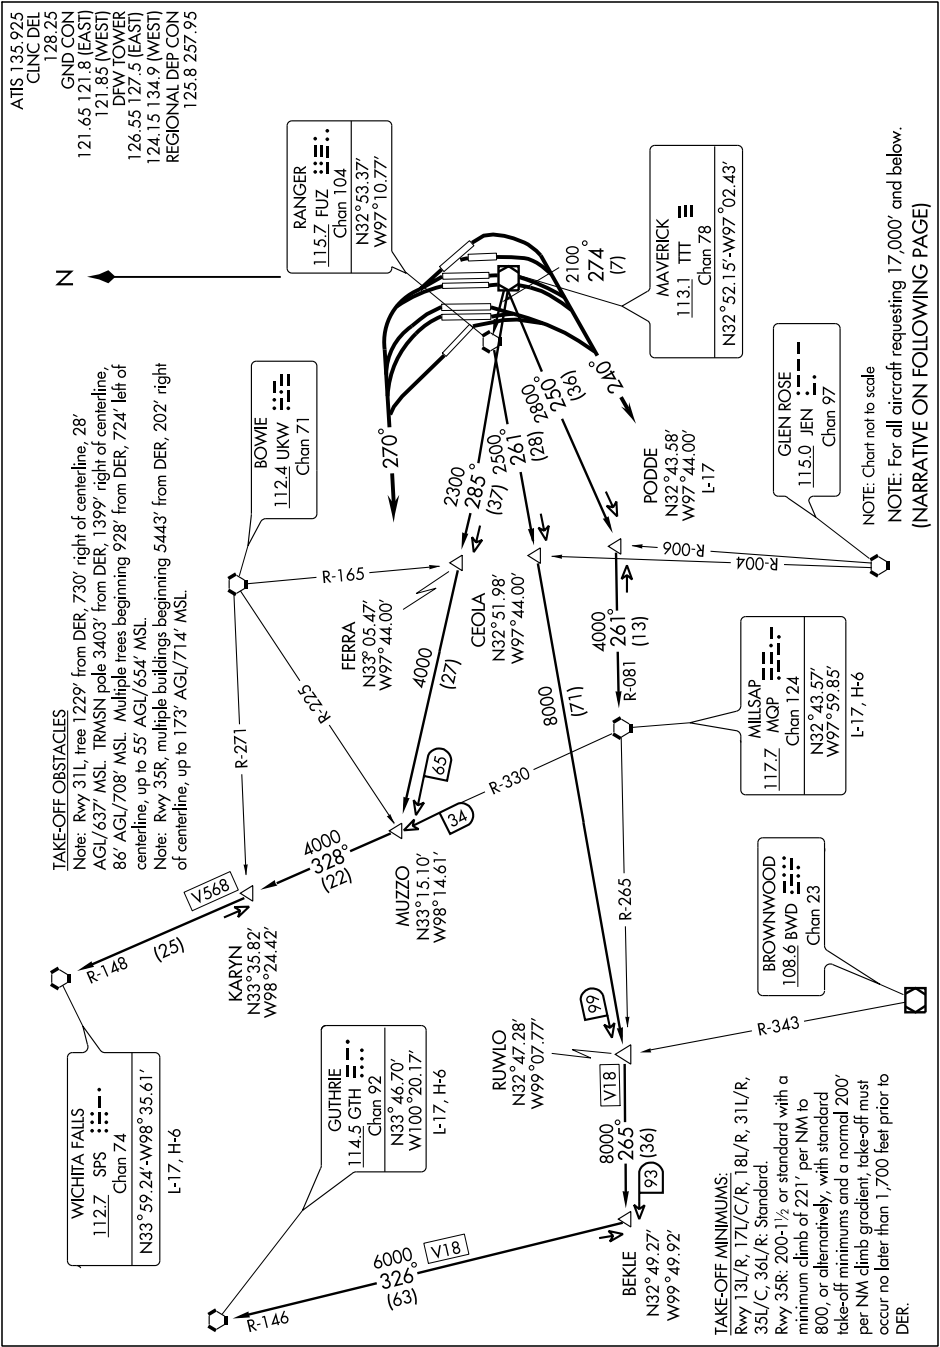 ATIS 135.925
CLNC DEL
128.25
GND CON
121.65 121.8 (EAST)
121.85 (WEST)
DFW TOWER
126.55 127.5 (EAST)
124.15 134.9 (WEST)
REGIONAL DEP CON
125.8 257.95
N
TAKE-OFF OBSTACLES
Note: Rwy 31L, tree 1229' from DER, 730' right of centerline, 28'
AGL/637' MSL. TRMSN pole 3403' from DER, 1399' right of centerline,
86' AGL/708' MSL. Multiple trees beginning 928' from DER, 724' left of
centerline, up to 55' AGL/654' MSL.
Note: Rwy 35R, multiple buildings beginning 5443' from DER, 202' right
of centerline, up to 173' AGL/714' MSL.
WICHITA FALLS
112.7 SPS
Chan 74
N33°59.24'-W98°35.61'
L-17, H-6
R-148
(25)
V568
KARYN
N33°35.82'
W98°24.42'
R-271
4000
328°
(22)
BOWIE
112.4 UKW
Chan 71
R-225
R-165
RANGER
115.7 FUZ
Chan 104
N32°53.37'
W97°10.77'
GUTHRIE
114.5 GTH
Chan 92
N33°46.70'
W100°20.17'
L-17, H-6
R-146
6000
326°
(63)
V18
MUZZO
N33°15.10'
W98°14.61'
34
65
R-330
4000
(27)
FERRA
N33°05.47'
W97°44.00'
2300
285°
(37)
270°
CEOLA
N32°51.98'
W97°44.00'
2500
261
(28)
8000
(71)
2800
250°
(36)
240°
2100
274°
(7)
MAVERICK
113.1 TTT
Chan 78
N32°52.15'-W97°02.43'
PODDE
N32°43.58'
W97°44.00'
L-17
R-006
R-004
4000
261°
(13)
R-081
MILLSAP
117.7 MQP
Chan 124
N32°43.57'
W97°59.85'
L-17, H-6
R-265
99
RUWLO
N32°47.28'
W99°07.77'
V18
8000
265°
(36)
93
BEKLE
N32°49.27'
W99°49.92'
R-343
BROWNWOOD
108.6 BWD
Chan 23
GLEN ROSE
115.0 JEN
Chan 97
TAKE-OFF MINIMUMS:
Rwy 13L/R, 17L/C/R, 18L/R, 31L/R,
35L/C, 36L/R: Standard.
Rwy 35R: 200-1½ or standard with a
minimum climb of 221' per NM to
800, or alternatively, with standard
take-off minimums and a normal 200'
per NM climb gradient, take-off must
occur no later than 1,700 feet prior to
DER.
NOTE: Chart not to scale
NOTE: For all aircraft requesting 17,000' and below.
(NARRATIVE ON FOLLOWING PAGE)